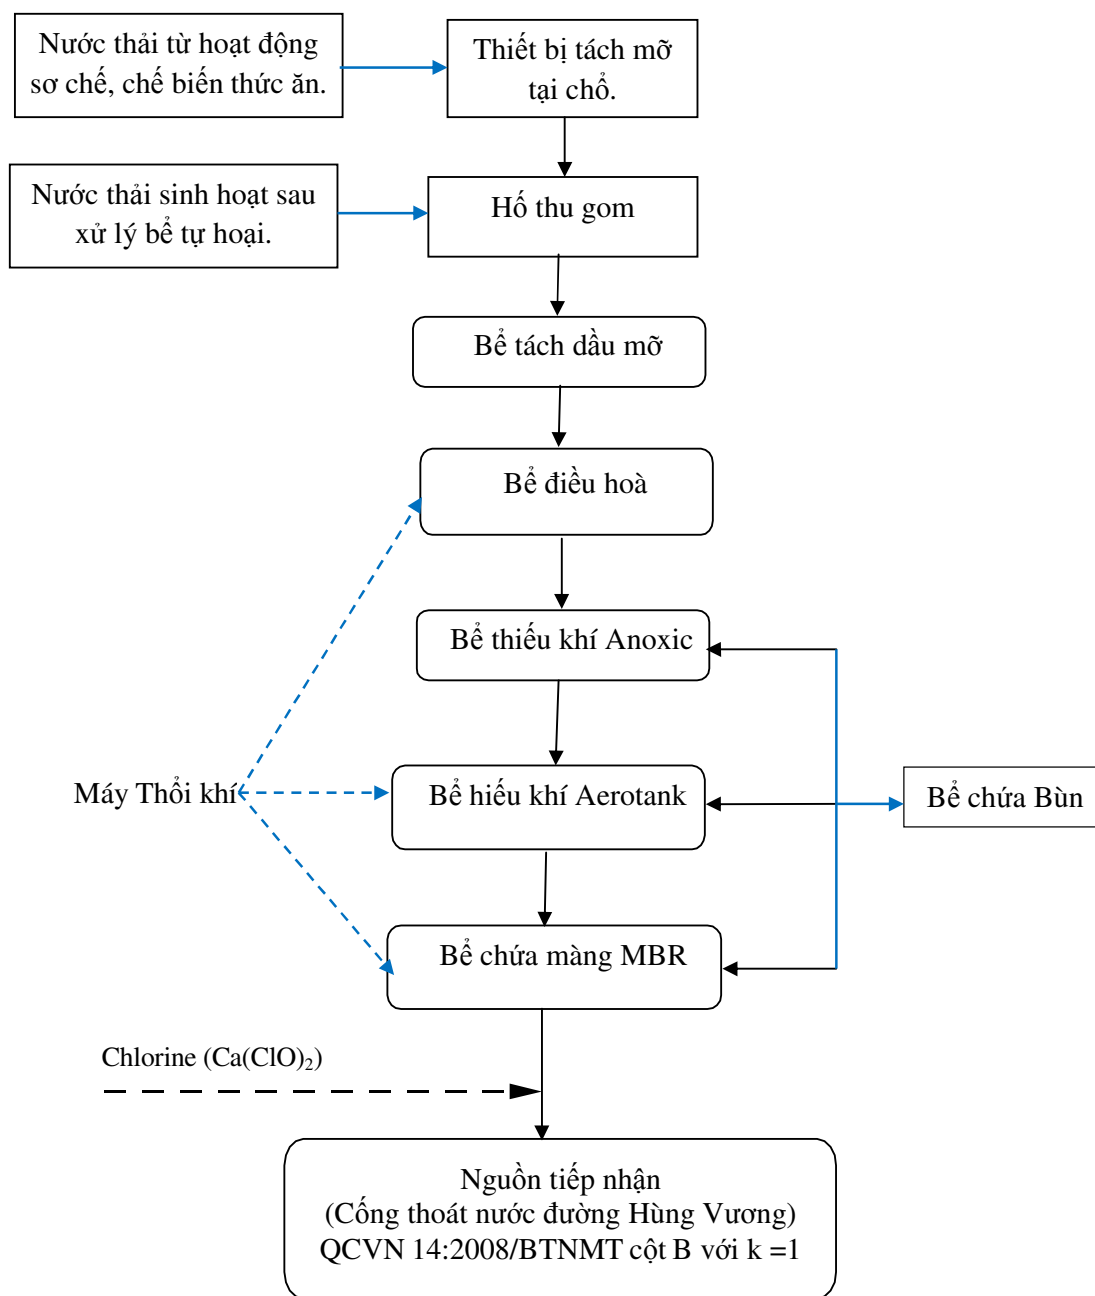 Nước thải từ hoạt động
sơ chế, chế biến thức ăn.
Thiết bị tách mỡ
tại chổ.
Nước thải sinh hoạt sau
xử lý bể tự hoại.
Hố thu gom
Bể tách dầu mỡ
Bể điều hoà
Bể thiếu khí Anoxic
Máy Thổi khí
Bể hiếu khí Aerotank
Bể chứa Bùn
Bể chứa màng MBR
Chlorine (Ca(ClO)₂)
Nguồn tiếp nhận
(Cống thoát nước đường Hùng Vương)
QCVN 14:2008/BTNMT cột B với k =1